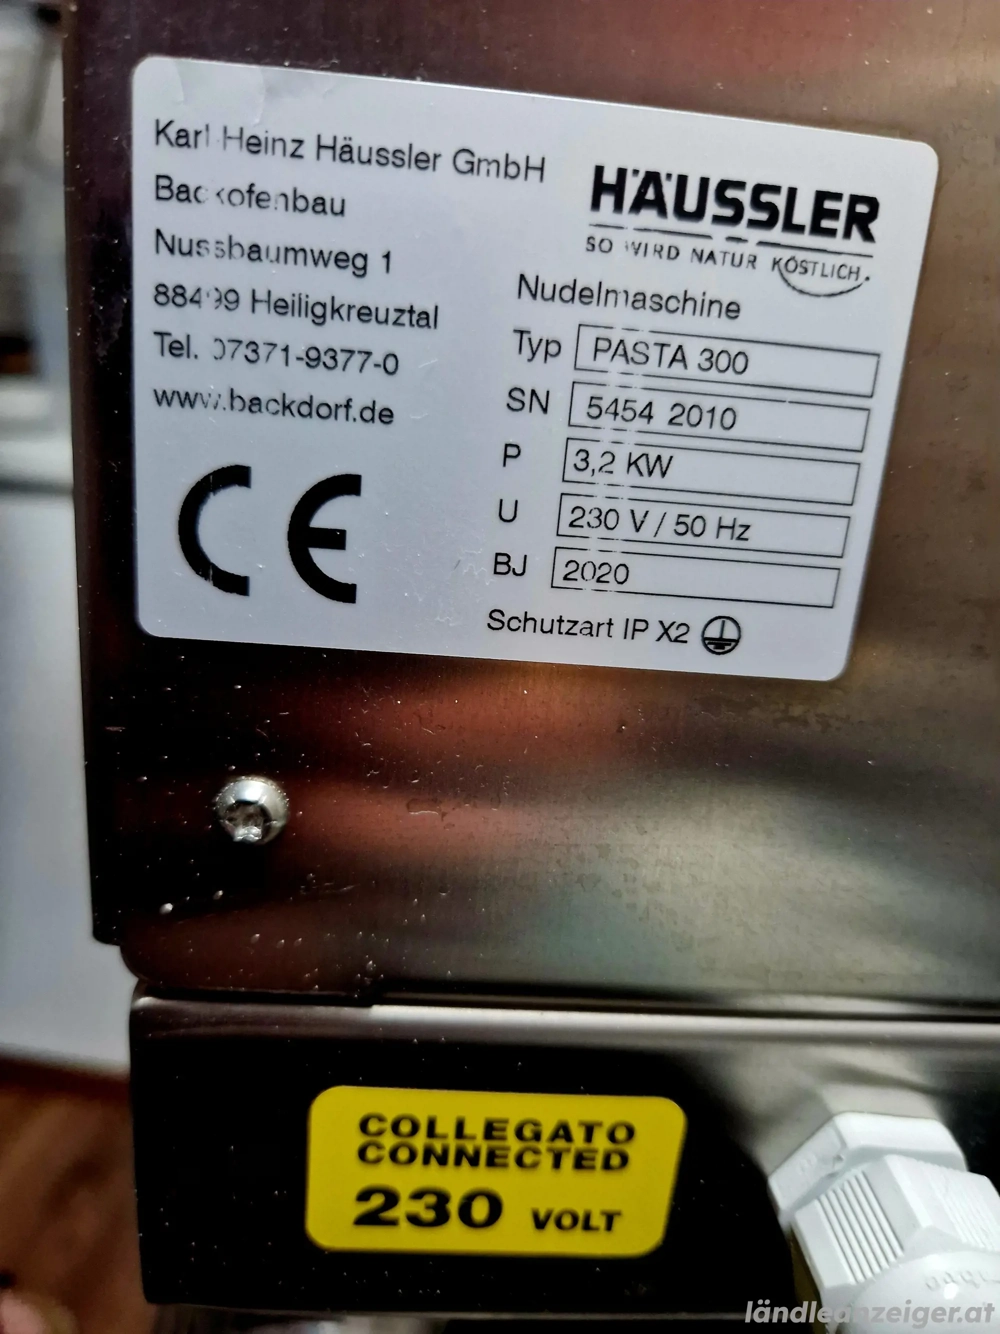 Karl Heinz Häussler GmbH
Backofenbau
Nussbaumweg 1
88499 Heiligkreuztal
Tel. 07371-9377-0
www.backdorf.de
CE
HÄUSSLER
SO WIRD NATUR KÖSTLICH.
Nudelmaschine
Typ PASTA 300
SN 5454 2010
P 3,2 KW
U 230 V / 50 Hz
BJ 2020
Schutzart IP X2
COLLEGATO
CONNECTED
230 VOLT
ländleanzeiger.at